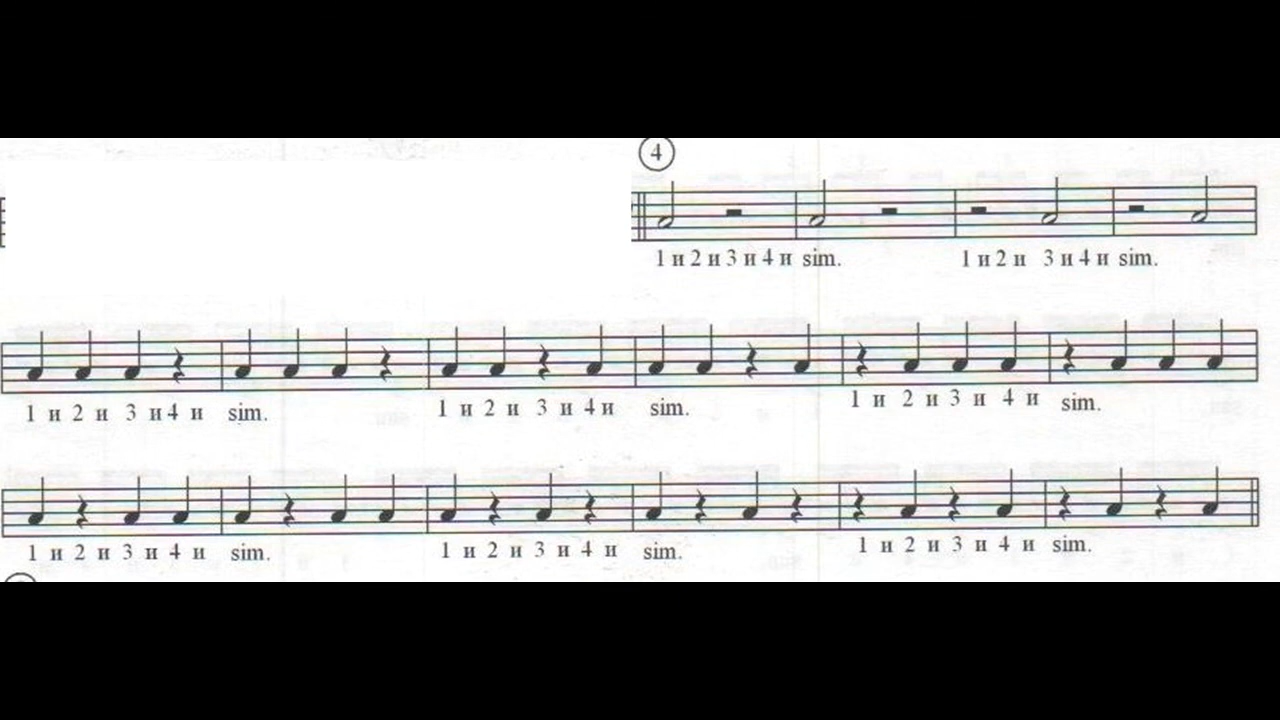 4
1 и 2 и 3 и 4 и sim. 1 и 2 и 3 и 4 и sim.
1 и 2 и 3 и 4 и sim. 1 и 2 и 3 и 4 и sim. 1 и 2 и 3 и 4 и sim.
1 и 2 и 3 и 4 и sim. 1 и 2 и 3 и 4 и sim. 1 и 2 и 3 и 4 и sim.